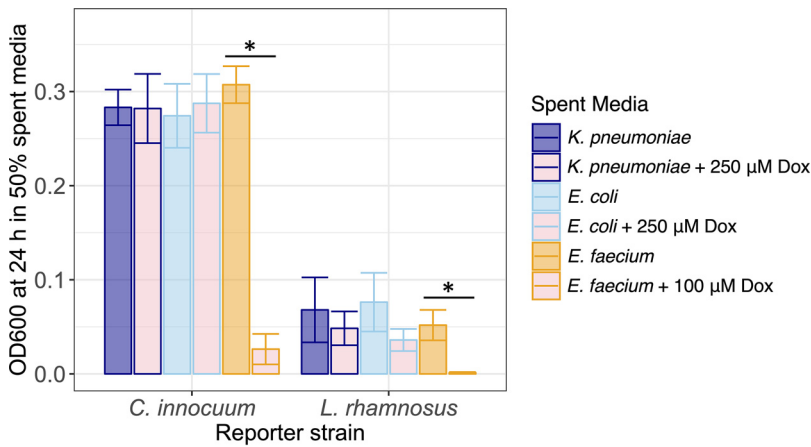 OD600 at 24 h in 50% spent media
0.3
0.2
0.1
0.0
*
*
C. innocuum
L. rhamnosus
Reporter strain
Spent Media
K. pneumoniae
K. pneumoniae + 250 µM Dox
E. coli
E. coli + 250 µM Dox
E. faecium
E. faecium + 100 µM Dox